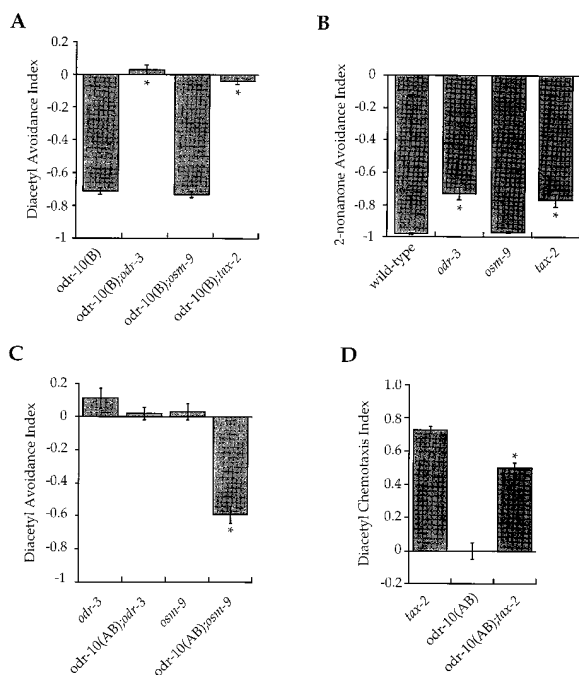 A
Diacetyl Avoidance Index
0.2
0
-0.2
-0.4
-0.6
-0.8
-1
odr-10(B)
odr-10(B);odr-3
odr-10(B);osm-9
odr-10(B);tax-2
*
*
B
2-nonanone Avoidance Index
0
-0.2
-0.4
-0.6
-0.8
-1
wild-type
odr-3
osm-9
tax-2
*
*
C
Diacetyl Avoidance Index
0.2
0
-0.2
-0.4
-0.6
-0.8
-1
odr-3
odr-10(AB);odr-3
osm-9
odr-10(AB);osm-9
*
D
Diacetyl Chemotaxis Index
1.0
0.8
0.6
0.4
0.2
0
-0.2
tax-2
odr-10(AB)
odr-10(AB);tax-2
*